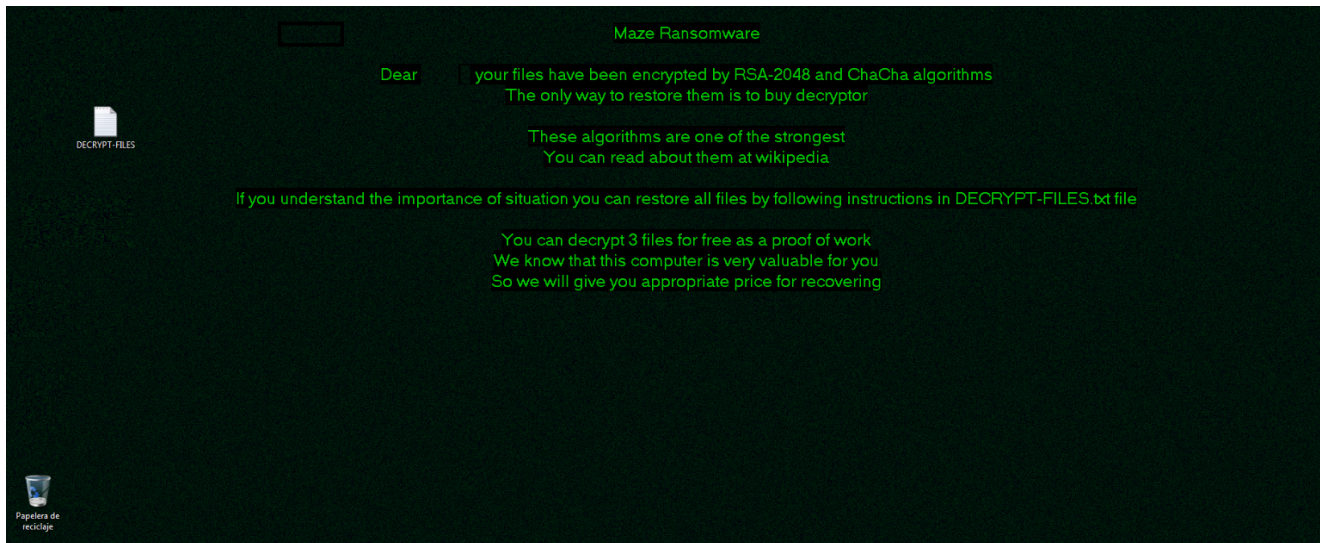 Maze Ransomware
Dear your files have been encrypted by RSA-2048 and ChaCha algorithms
The only way to restore them is to buy decryptor
DECRYPT-FILES
These algorithms are one of the strongest
You can read about them at wikipedia
If you understand the importance of situation you can restore all files by following instructions in DECRYPT-FILES.txt file
You can decrypt 3 files for free as a proof of work
We know that this computer is very valuable for you
So we will give you appropriate price for recovering
Papelera de
reciclaje